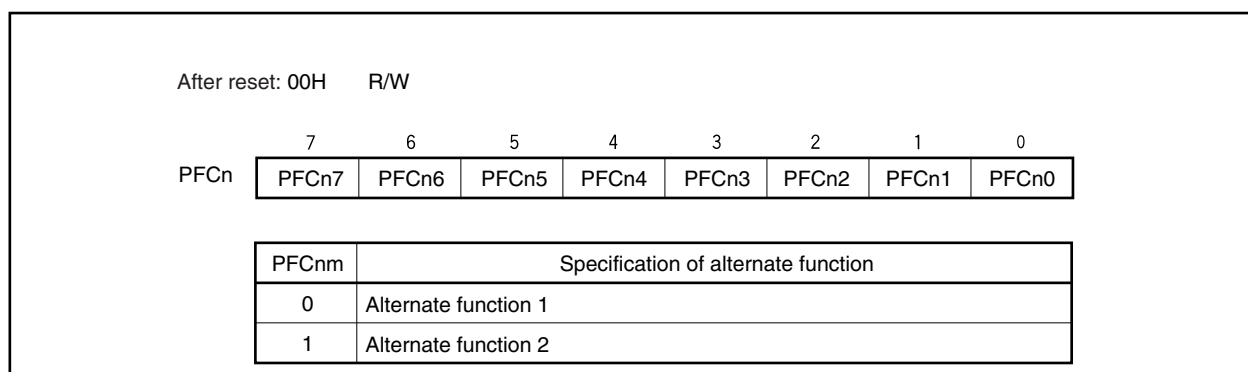 After reset: 00H R/W
7 6 5 4 3 2 1 0
PFCn PFCn7 PFCn6 PFCn5 PFCn4 PFCn3 PFCn2 PFCn1 PFCn0
PFCnm Specification of alternate function
0 Alternate function 1
1 Alternate function 2